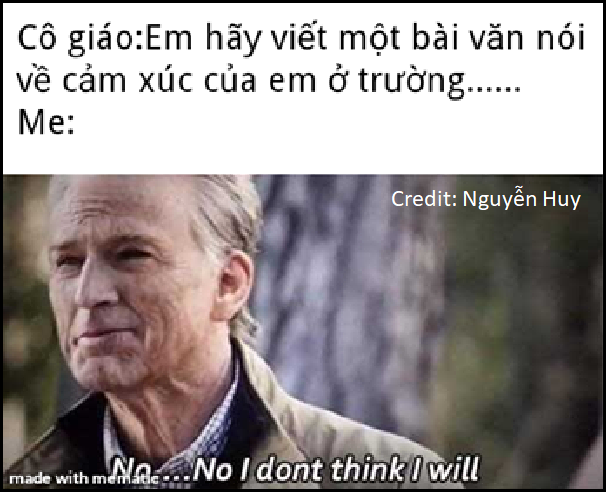 Cô giáo:Em hãy viết một bài văn nói
về cảm xúc của em ở trường......
Me:
Credit: Nguyễn Huy
No....No I dont think I will
made with mematic